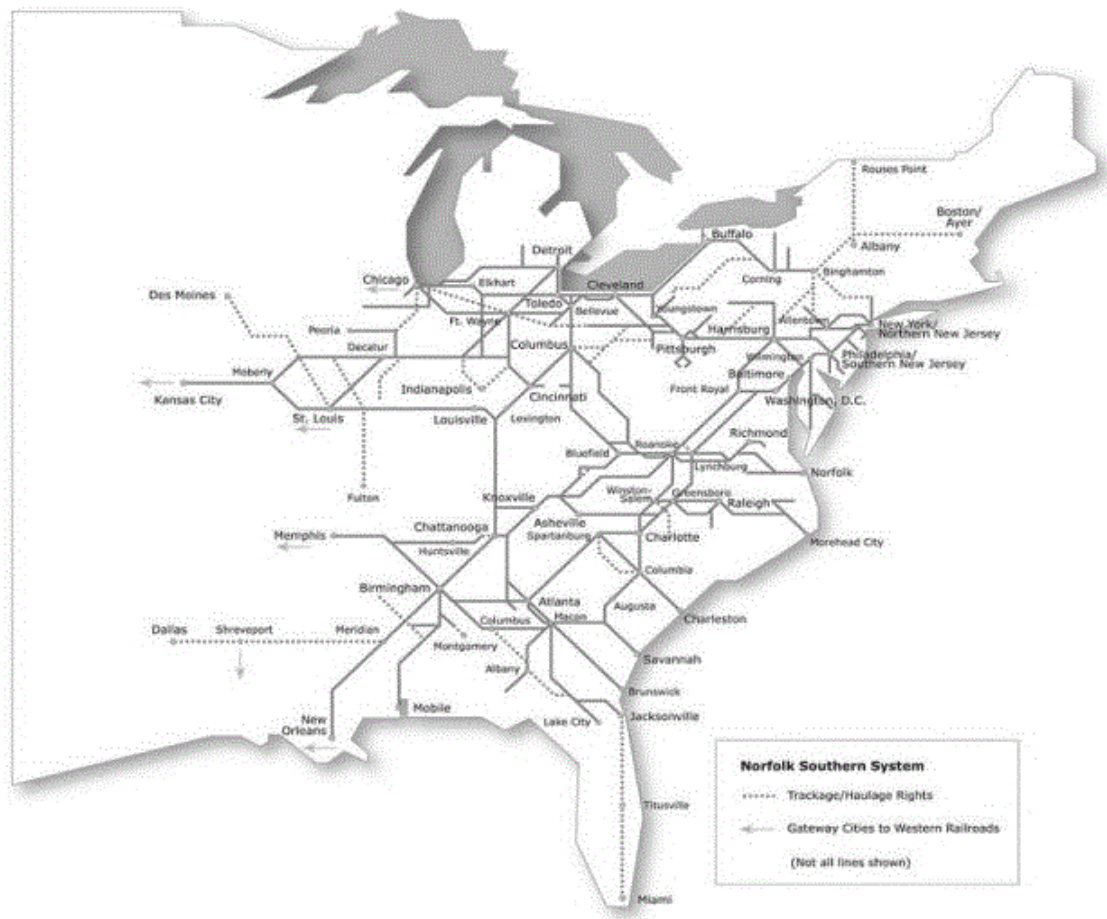 Rouses Point
Boston/
Ayer
Buffalo
Albany
Detroit
Binghamton
Corning
Chicago
Elkhart
Cleveland
Des Moines
Toledo
Bellevue
Youngstown
Allentown
New York/
Northern New Jersey
Peoria
Ft. Wayne
Harrisburg
Decatur
Columbus
Pittsburgh
Wilmington
Philadelphia/
Southern New Jersey
Moberly
Baltimore
Indianapolis
Front Royal
Kansas City
Cincinnati
Washington, D.C.
St. Louis
Louisville
Lexington
Richmond
Roanoke
Bluefield
Lynchburg
Norfolk
Fulton
Knoxville
Winston-
Salem
Greensboro
Raleigh
Chattanooga
Asheville
Memphis
Spartanburg
Charlotte
Morehead City
Huntsville
Columbia
Birmingham
Atlanta
Augusta
Charleston
Macon
Columbus
Dallas
Shreveport
Meridian
Montgomery
Albany
Savannah
Brunswick
Mobile
Jacksonville
New
Orleans
Lake City
Norfolk Southern System
Trackage/Haulage Rights
Gateway Cities to Western Railroads
(Not all lines shown)
Titusville
Miami